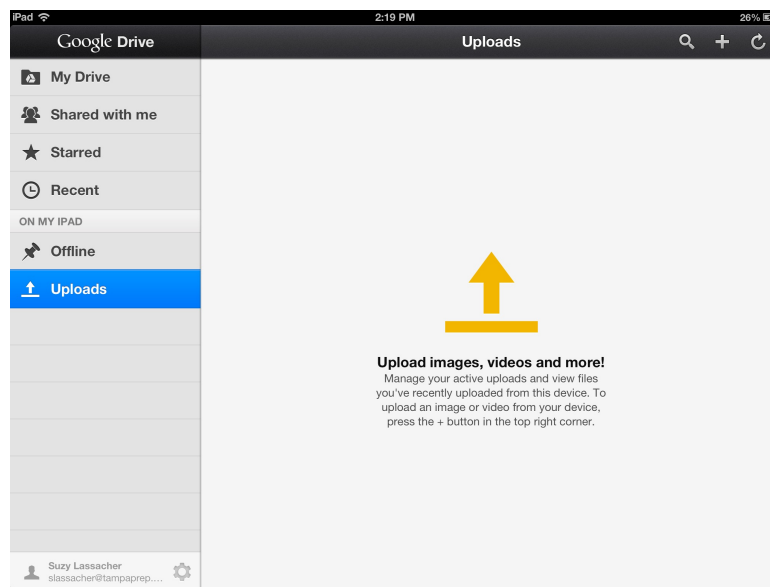 iPad 2:19 PM 26%
Google Drive
Uploads
My Drive
Shared with me
Starred
Recent
ON MY IPAD
Offline
Uploads
Upload images, videos and more!
Manage your active uploads and view files
you've recently uploaded from this device. To
upload an image or video from your device,
press the + button in the top right corner.
Suzy Lassacher
slassacher@tampaprep....